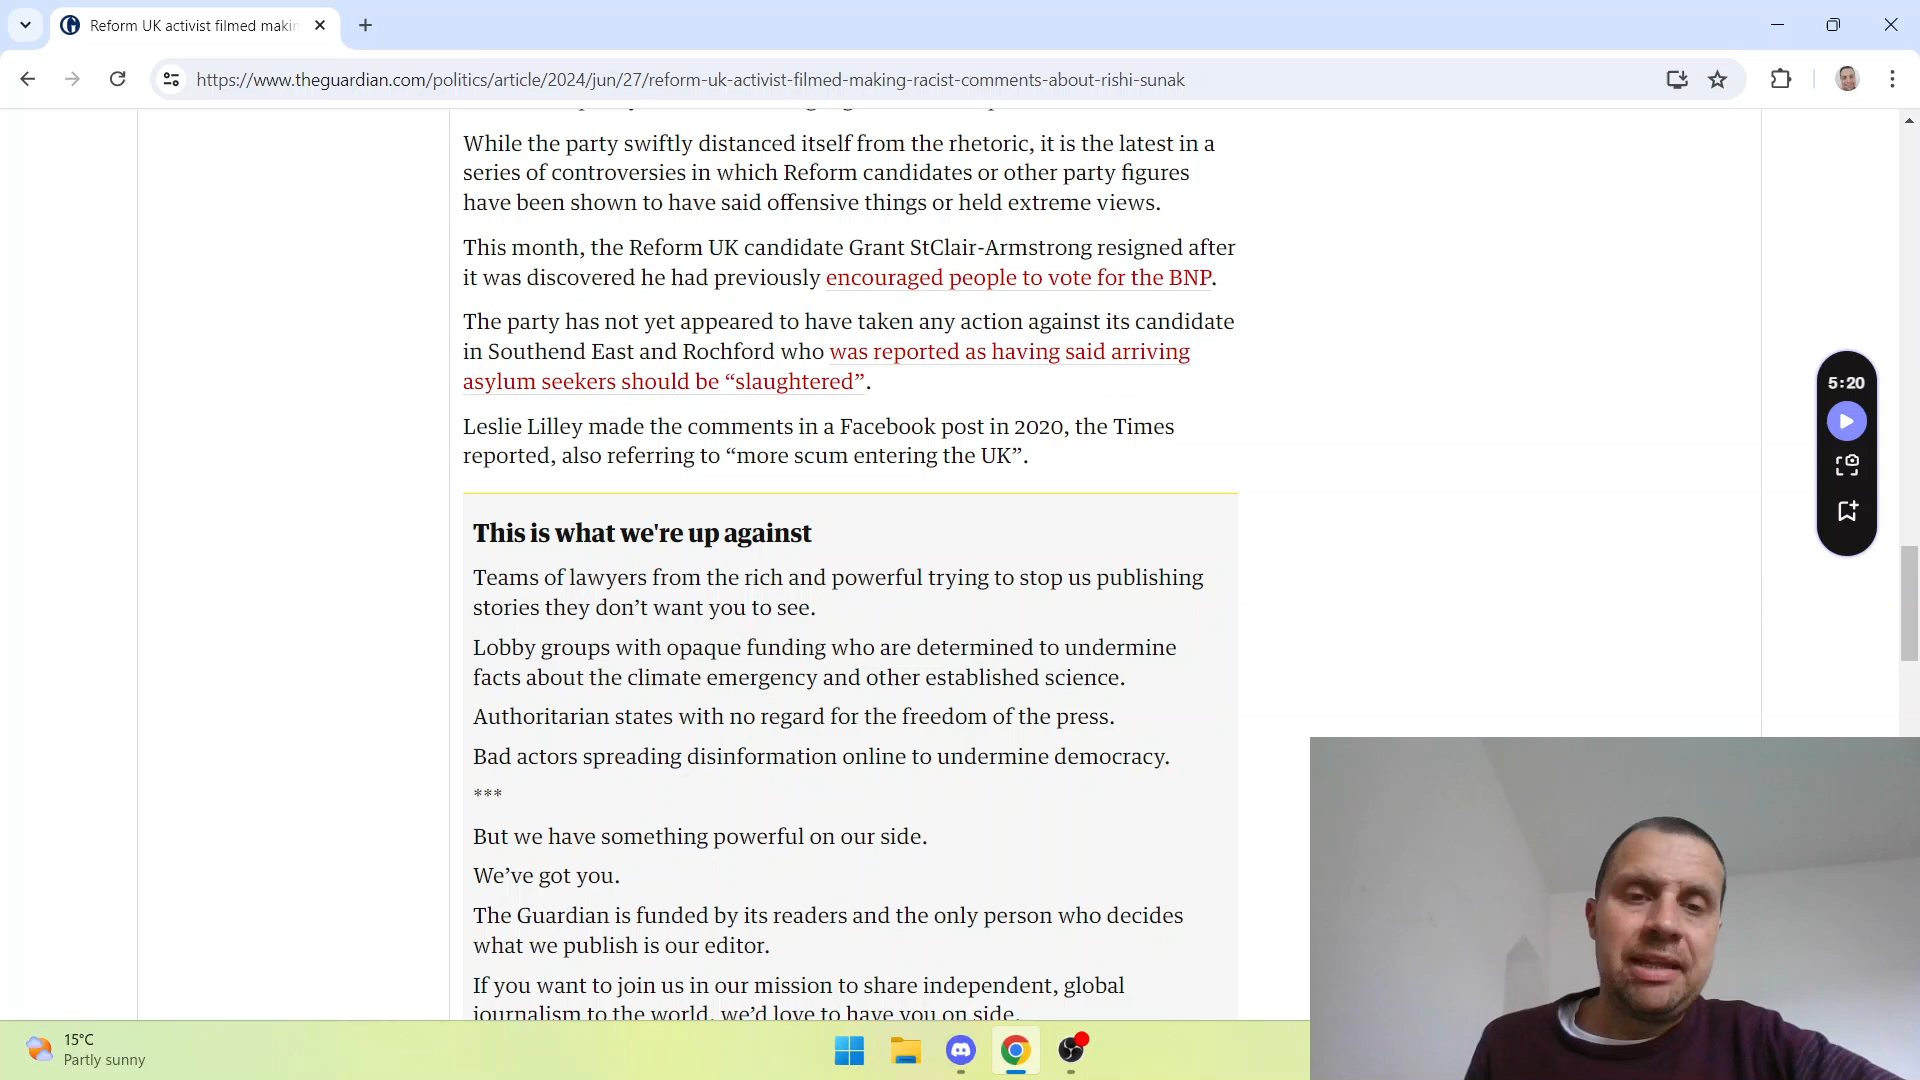 Reform UK activist filmed makin
https://www.theguardian.com/politics/article/2024/jun/27/reform-uk-activist-filmed-making-racist-comments-about-rishi-sunak
While the party swiftly distanced itself from the rhetoric, it is the latest in a
series of controversies in which Reform candidates or other party figures
have been shown to have said offensive things or held extreme views.
This month, the Reform UK candidate Grant StClair-Armstrong resigned after
it was discovered he had previously encouraged people to vote for the BNP.
The party has not yet appeared to have taken any action against its candidate
in Southend East and Rochford who was reported as having said arriving
asylum seekers should be “slaughtered”.
Leslie Lilley made the comments in a Facebook post in 2020, the Times
reported, also referring to “more scum entering the UK”.
This is what we're up against
Teams of lawyers from the rich and powerful trying to stop us publishing
stories they don’t want you to see.
Lobby groups with opaque funding who are determined to undermine
facts about the climate emergency and other established science.
Authoritarian states with no regard for the freedom of the press.
Bad actors spreading disinformation online to undermine democracy.
***
But we have something powerful on our side.
We’ve got you.
The Guardian is funded by its readers and the only person who decides
what we publish is our editor.
If you want to join us in our mission to share independent, global
journalism to the world, we’d love to have you on side.
5:20
15°C
Partly sunny